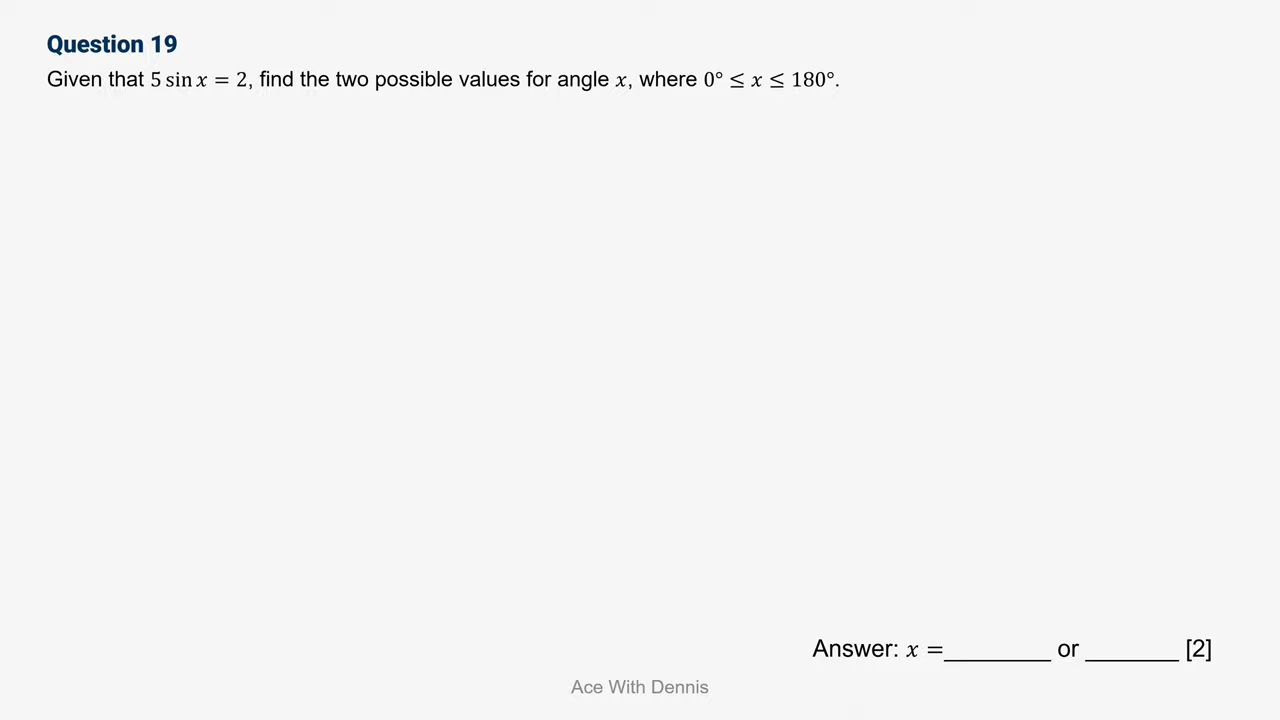 Question 19
Given that 5 sin x = 2, find the two possible values for angle x, where 0° ≤ x ≤ 180°.
Answer: x =_________ or ________ [2]
Ace With Dennis